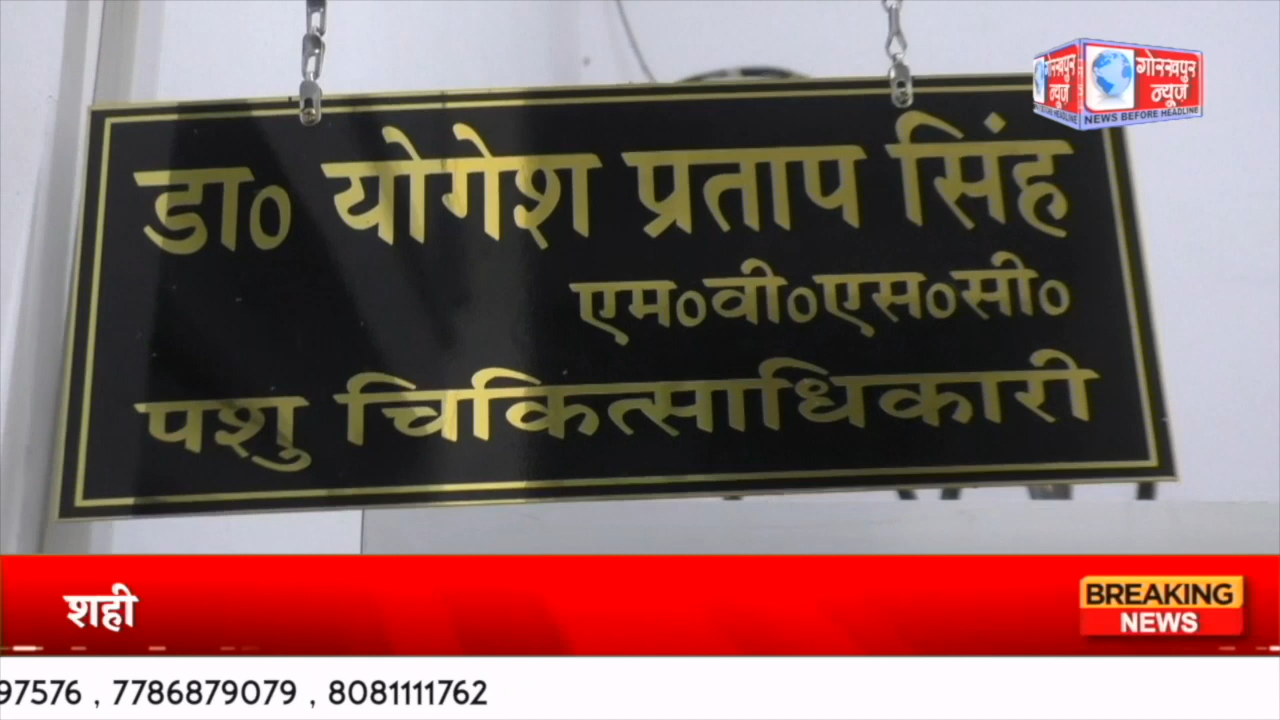 गोरखपुर
न्यूज़
NEWS BEFORE HEADLINE
डा० योगेश प्रताप सिंह
एम०वी०एस०सी०
पशु चिकित्साधिकारी
शही
BREAKING
NEWS
97576 , 7786879079 , 8081111762